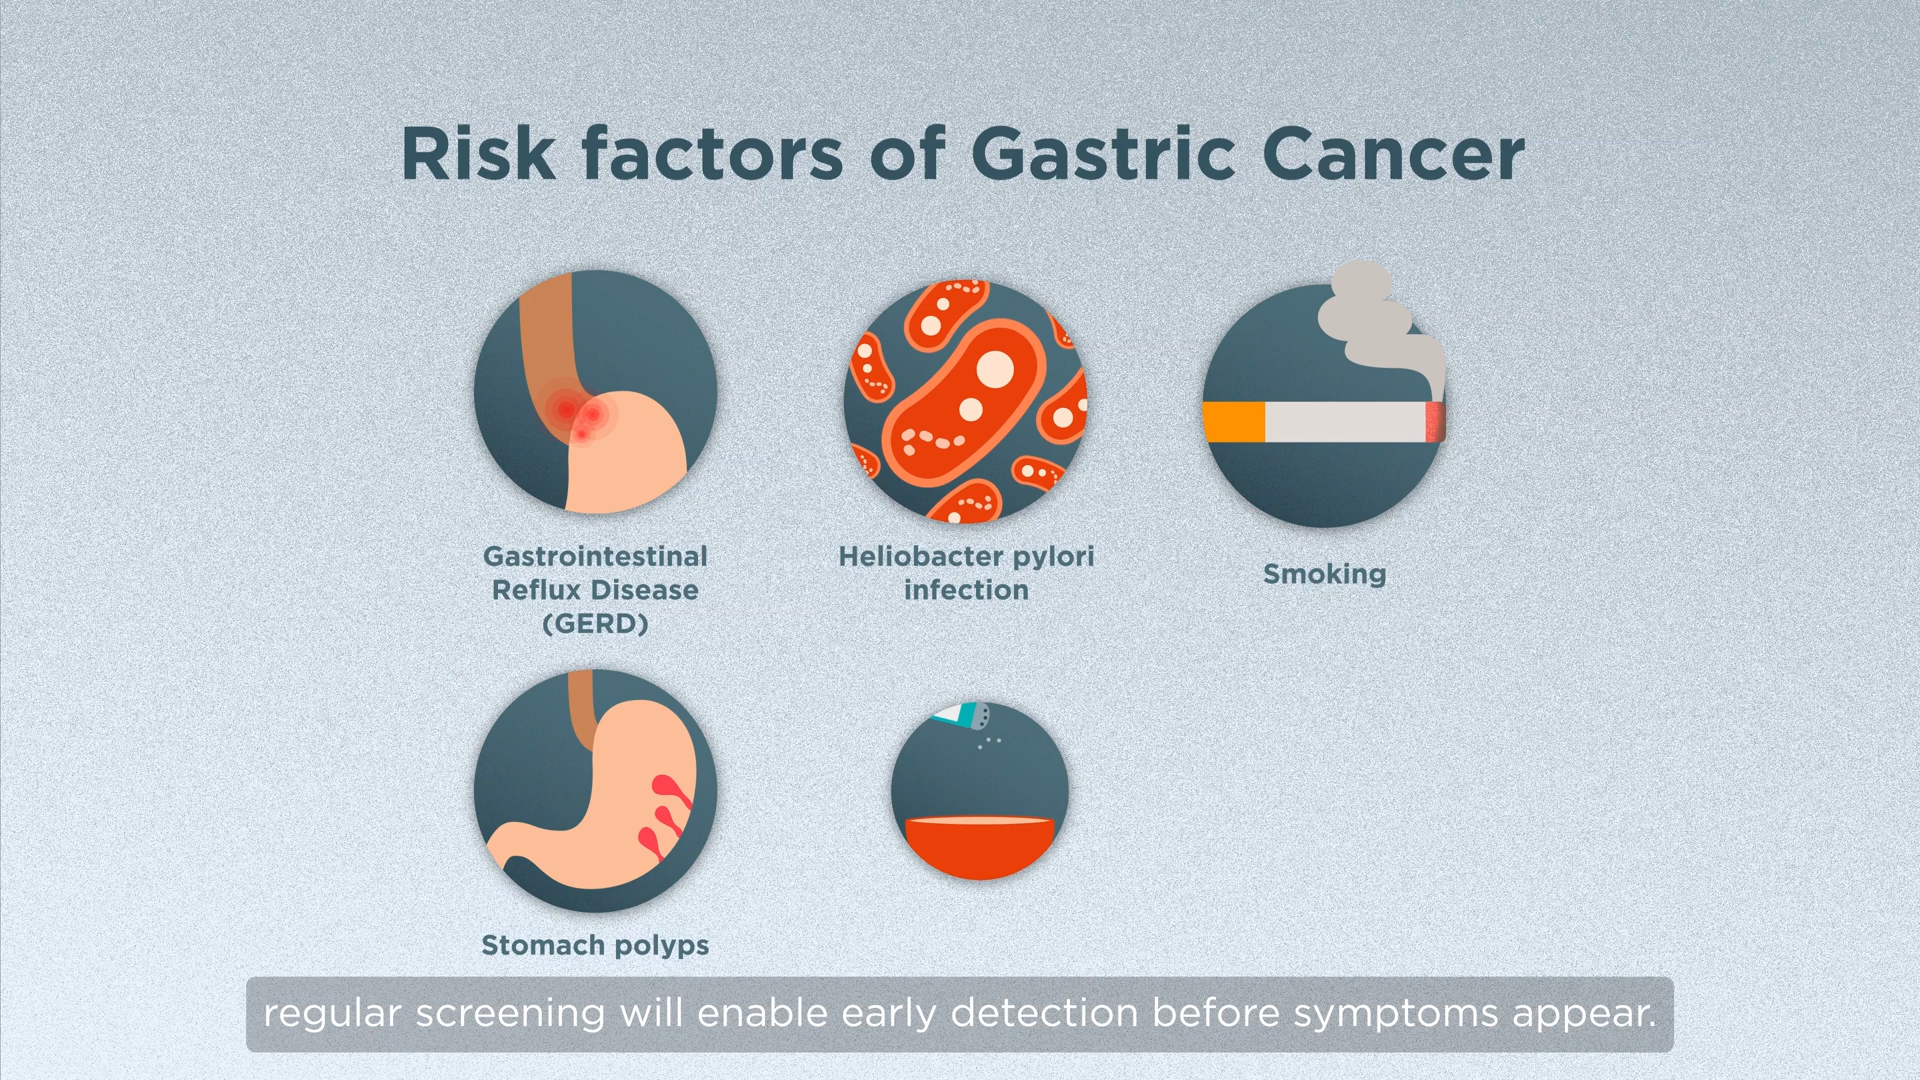 Risk factors of Gastric Cancer
Gastrointestinal
Reflux Disease
(GERD)
Heliobacter pylori
infection
Smoking
Stomach polyps
regular screening will enable early detection before symptoms appear.